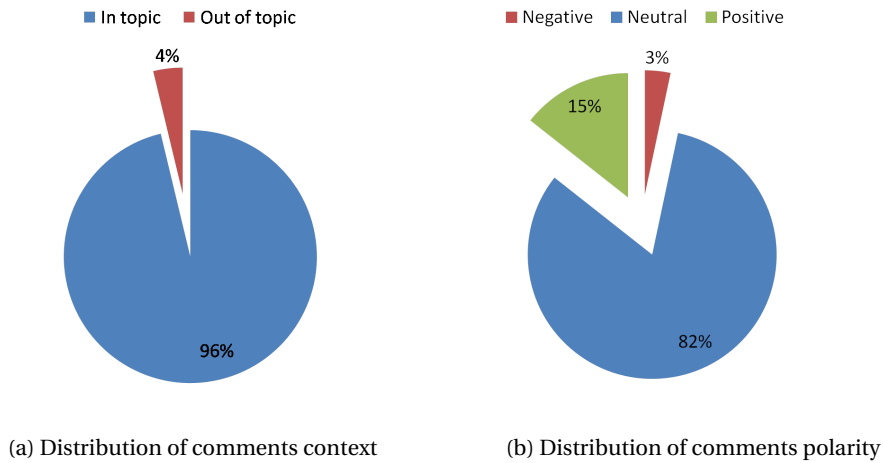 In topic Out of topic
4%
96%
(a) Distribution of comments context
Negative Neutral Positive
3%
15%
82%
(b) Distribution of comments polarity